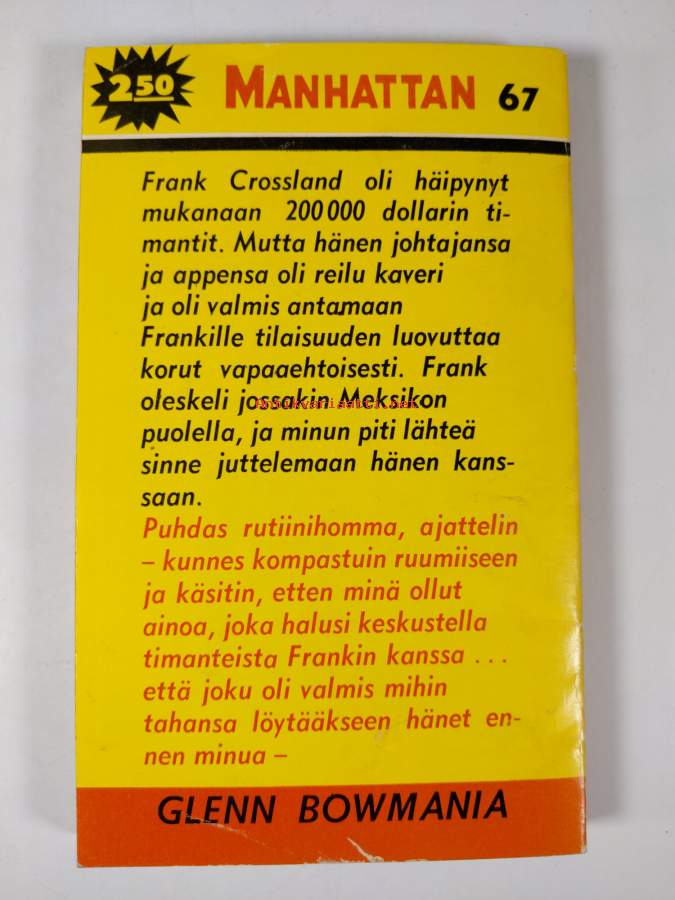 250 MANHATTAN 67
Frank Crossland oli häipynyt
mukanaan 200 000 dollarin ti-
mantit. Mutta hänen johtajansa
ja appensa oli reilu kaveri
ja oli valmis antamaan
Frankille tilaisuuden luovuttaa
korut vapaaehtoisesti. Frank
oleskeli jossakin Meksikon
antikvariaatti.net
puolella, ja minun piti lähteä
sinne juttelemaan hänen kans-
saan.
Puhdas rutiinihomma, ajattelin
– kunnes kompastuin ruumiiseen
ja käsitin, etten minä ollut
ainoa, joka halusi keskustella
timanteista Frankin kanssa ...
että joku oli valmis mihin
tahansa löytääkseen hänet en-
nen minua –
GLENN BOWMANIA